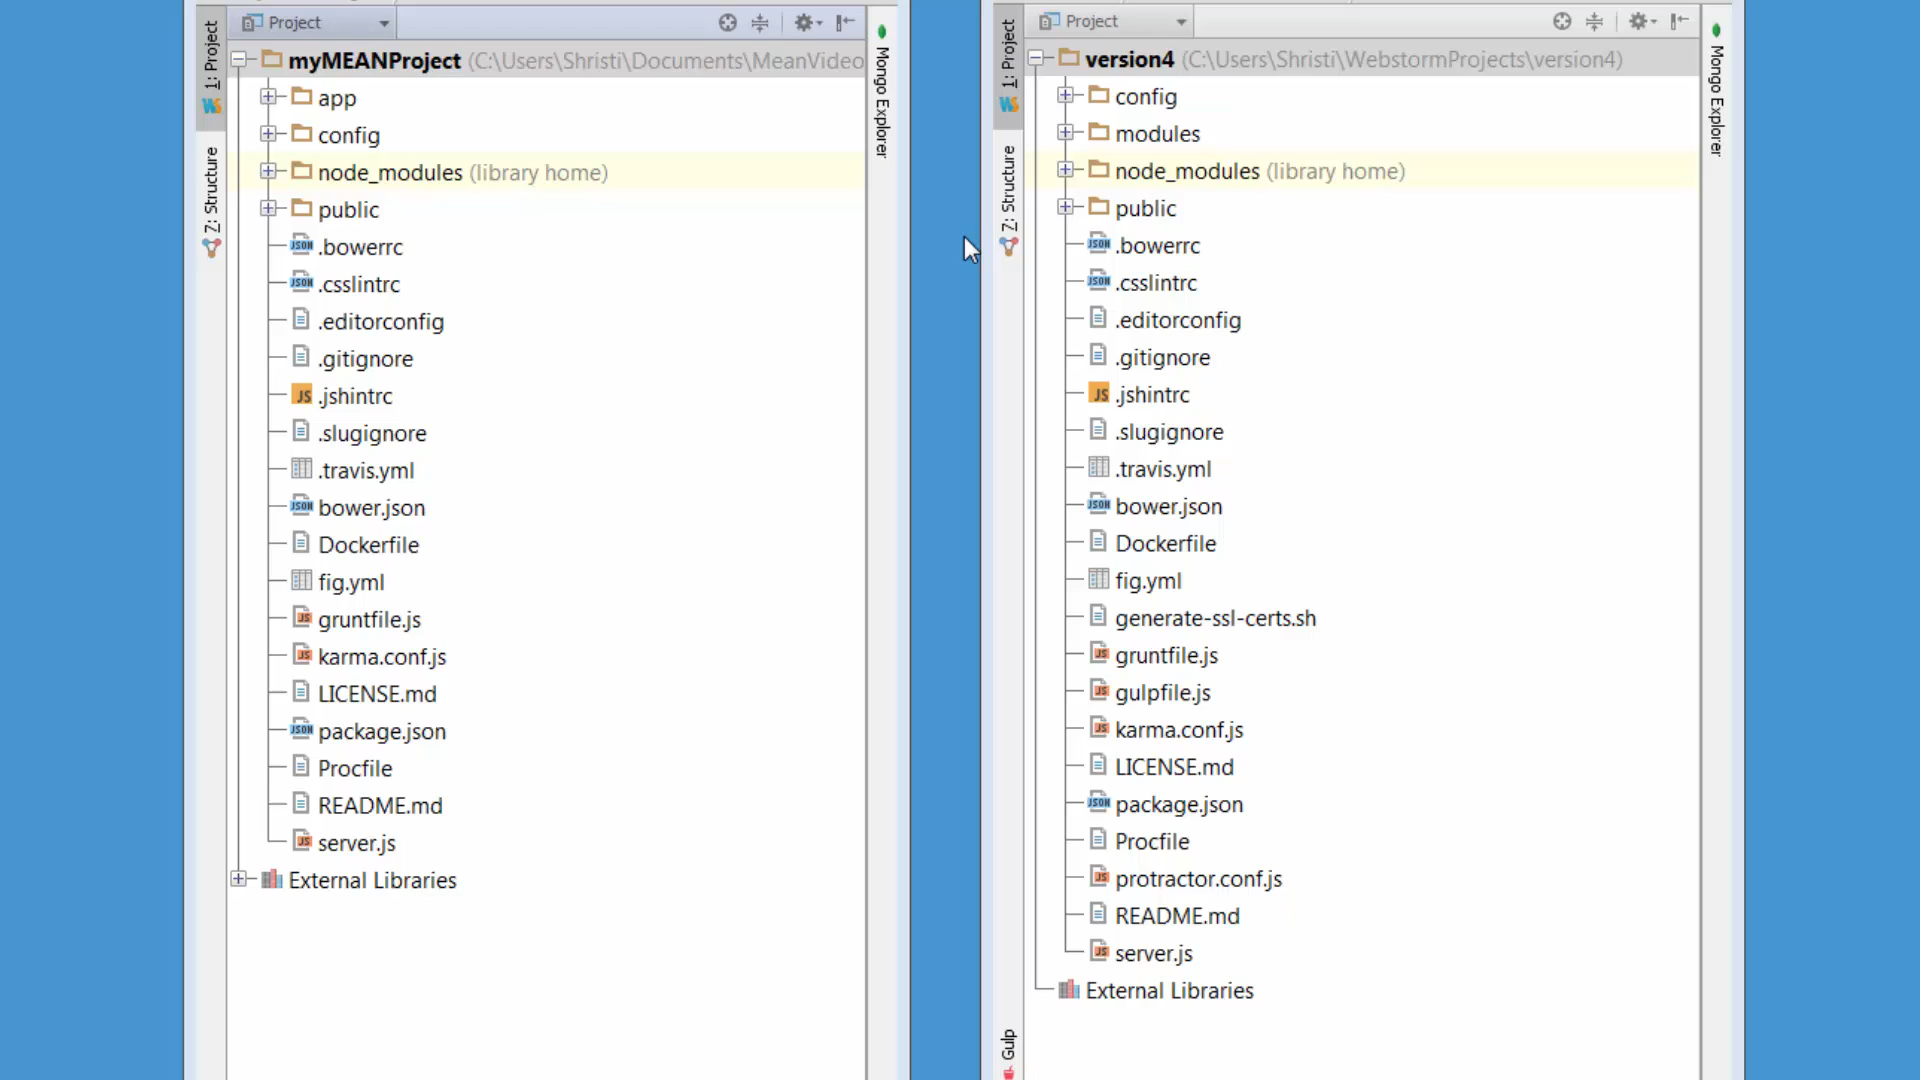 Project
myMEANProject (C:\Users\Shristi\Documents\MeanVideo
app
config
node_modules (library home)
public
.bowerrc
.csslintrc
.editorconfig
.gitignore
.jshintrc
.slugignore
.travis.yml
bower.json
Dockerfile
fig.yml
gruntfile.js
karma.conf.js
LICENSE.md
package.json
Procfile
README.md
server.js
External Libraries
1: Project
7: Structure
Mongo Explorer
Project
version4 (C:\Users\Shristi\WebstormProjects\version4)
config
modules
node_modules (library home)
public
.bowerrc
.csslintrc
.editorconfig
.gitignore
.jshintrc
.slugignore
.travis.yml
bower.json
Dockerfile
fig.yml
generate-ssl-certs.sh
gruntfile.js
gulpfile.js
karma.conf.js
LICENSE.md
package.json
Procfile
protractor.conf.js
README.md
server.js
External Libraries
1: Project
7: Structure
Gulp
Mongo Explorer